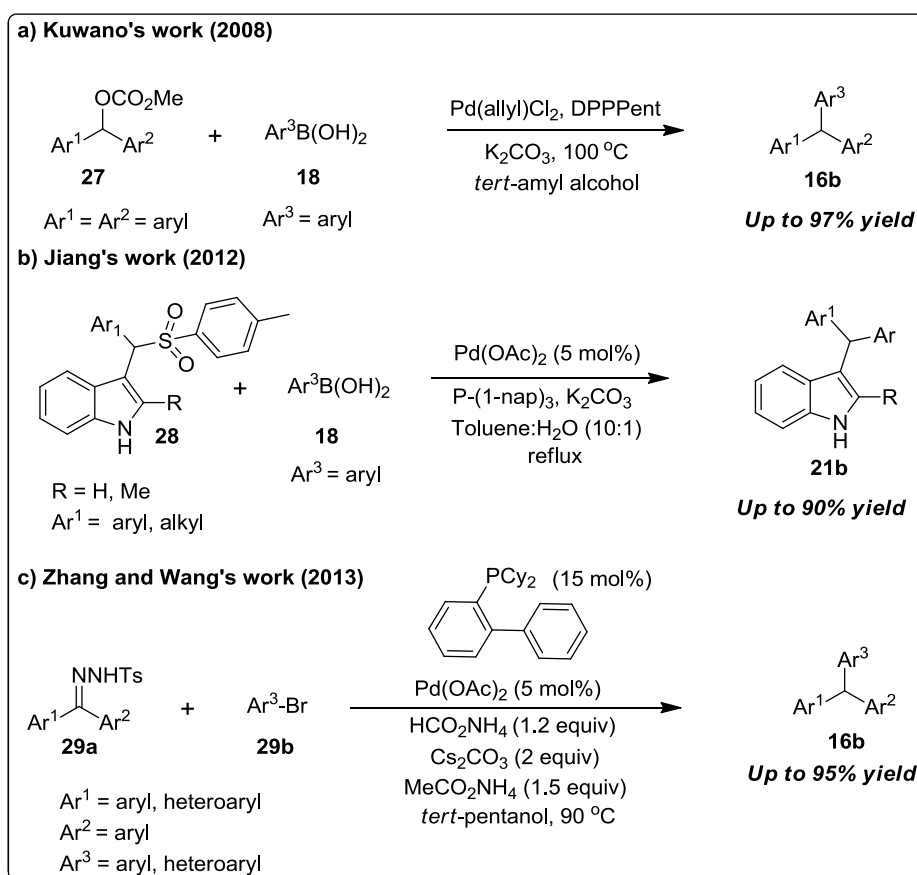 a) Kuwano's work (2008)
OCO₂Me
Ar¹ Ar²
27
+
Ar³B(OH)₂
18
Pd(allyl)Cl₂, DPPPent
K₂CO₃, 100 °C
tert-amyl alcohol
Ar³
Ar¹ Ar²
16b
Ar¹ = Ar² = aryl
Ar³ = aryl
Up to 97% yield
b) Jiang's work (2012)
Ar₁
O
S
O
R
N
H
28
+
Ar³B(OH)₂
18
Ar³ = aryl
Pd(OAc)₂ (5 mol%)
P-(1-nap)₃, K₂CO₃
Toluene:H₂O (10:1)
reflux
Ar¹
Ar
R
N
H
21b
R = H, Me
Ar¹ = aryl, alkyl
Up to 90% yield
c) Zhang and Wang's work (2013)
PCy₂ (15 mol%)
NNHTs
Ar¹ Ar²
29a
+
Ar³-Br
29b
Pd(OAc)₂ (5 mol%)
HCO₂NH₄ (1.2 equiv)
Cs₂CO₃ (2 equiv)
MeCO₂NH₄ (1.5 equiv)
tert-pentanol, 90 °C
Ar³
Ar¹ Ar²
16b
Up to 95% yield
Ar¹ = aryl, heteroaryl
Ar² = aryl
Ar³ = aryl, heteroaryl